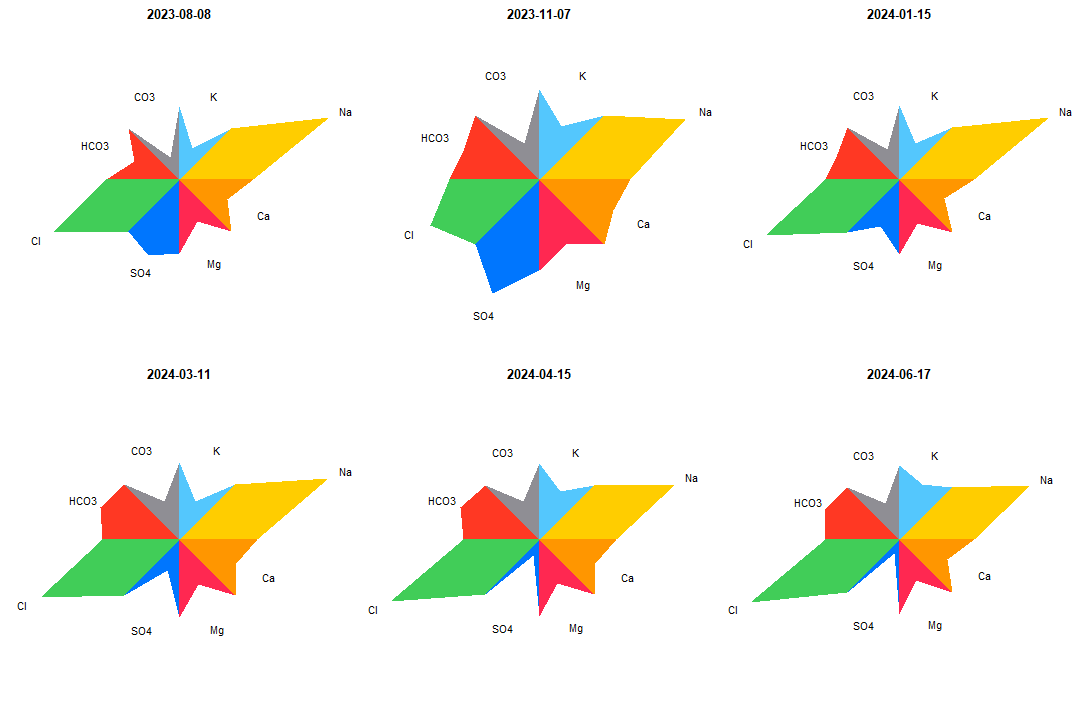 2023-08-08
2023-11-07
2024-01-15
CO3
K
Na
HCO3
Ca
Cl
Mg
SO4
CO3
K
Na
HCO3
Ca
Cl
Mg
SO4
CO3
K
Na
HCO3
Ca
Cl
Mg
SO4
2024-03-11
2024-04-15
2024-06-17
CO3
K
Na
HCO3
Ca
Cl
Mg
SO4
CO3
K
Na
HCO3
Ca
Cl
Mg
SO4
CO3
K
Na
HCO3
Ca
Cl
Mg
SO4